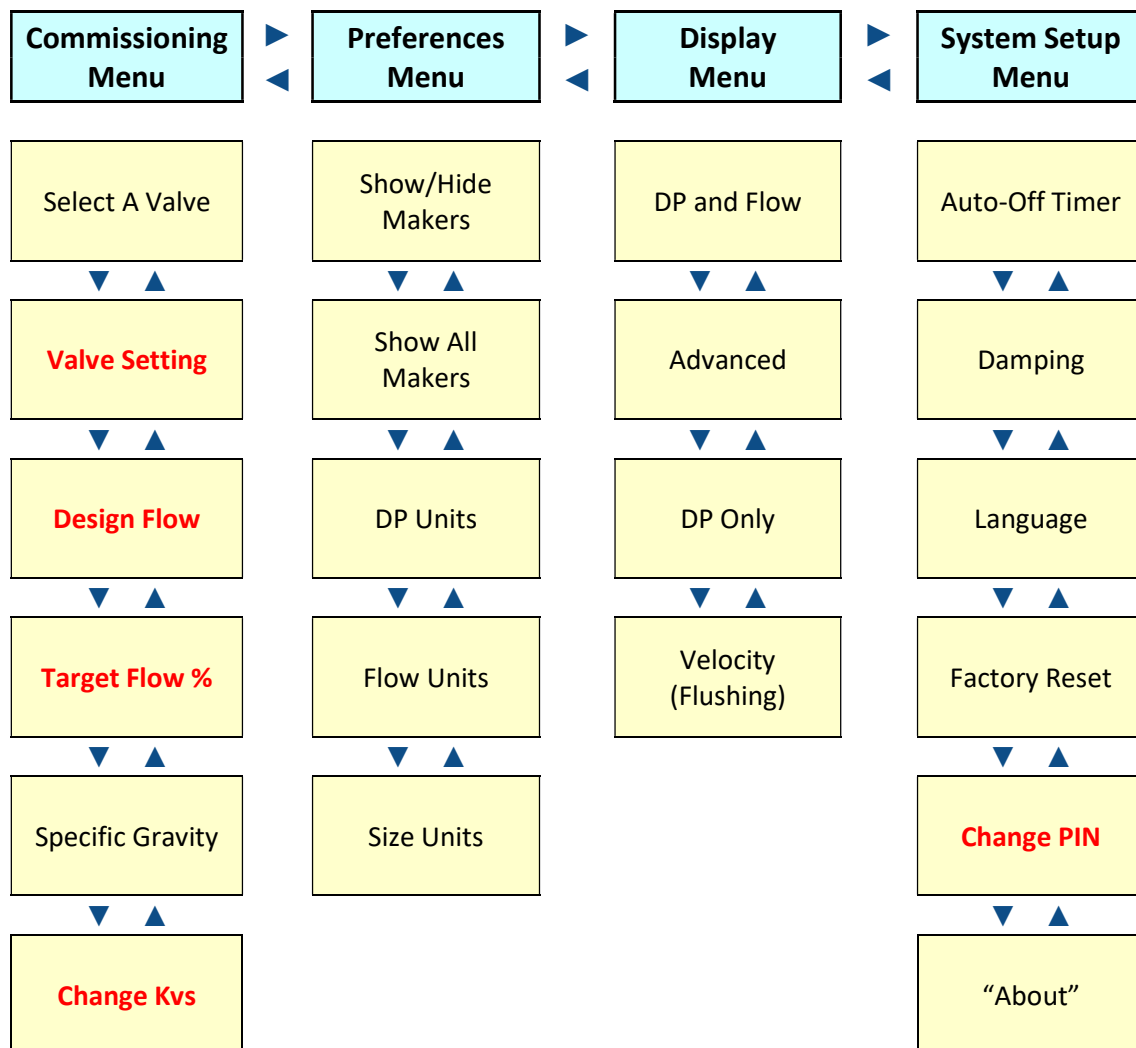 Commissioning
Menu
Preferences
Menu
Display
Menu
System Setup
Menu
Select A Valve
Show/Hide
Makers
DP and Flow
Auto-Off Timer
Valve Setting
Show All
Makers
Advanced
Damping
Design Flow
DP Units
DP Only
Language
Target Flow %
Flow Units
Velocity
(Flushing)
Factory Reset
Specific Gravity
Size Units
Change PIN
Change Kvs
“About”